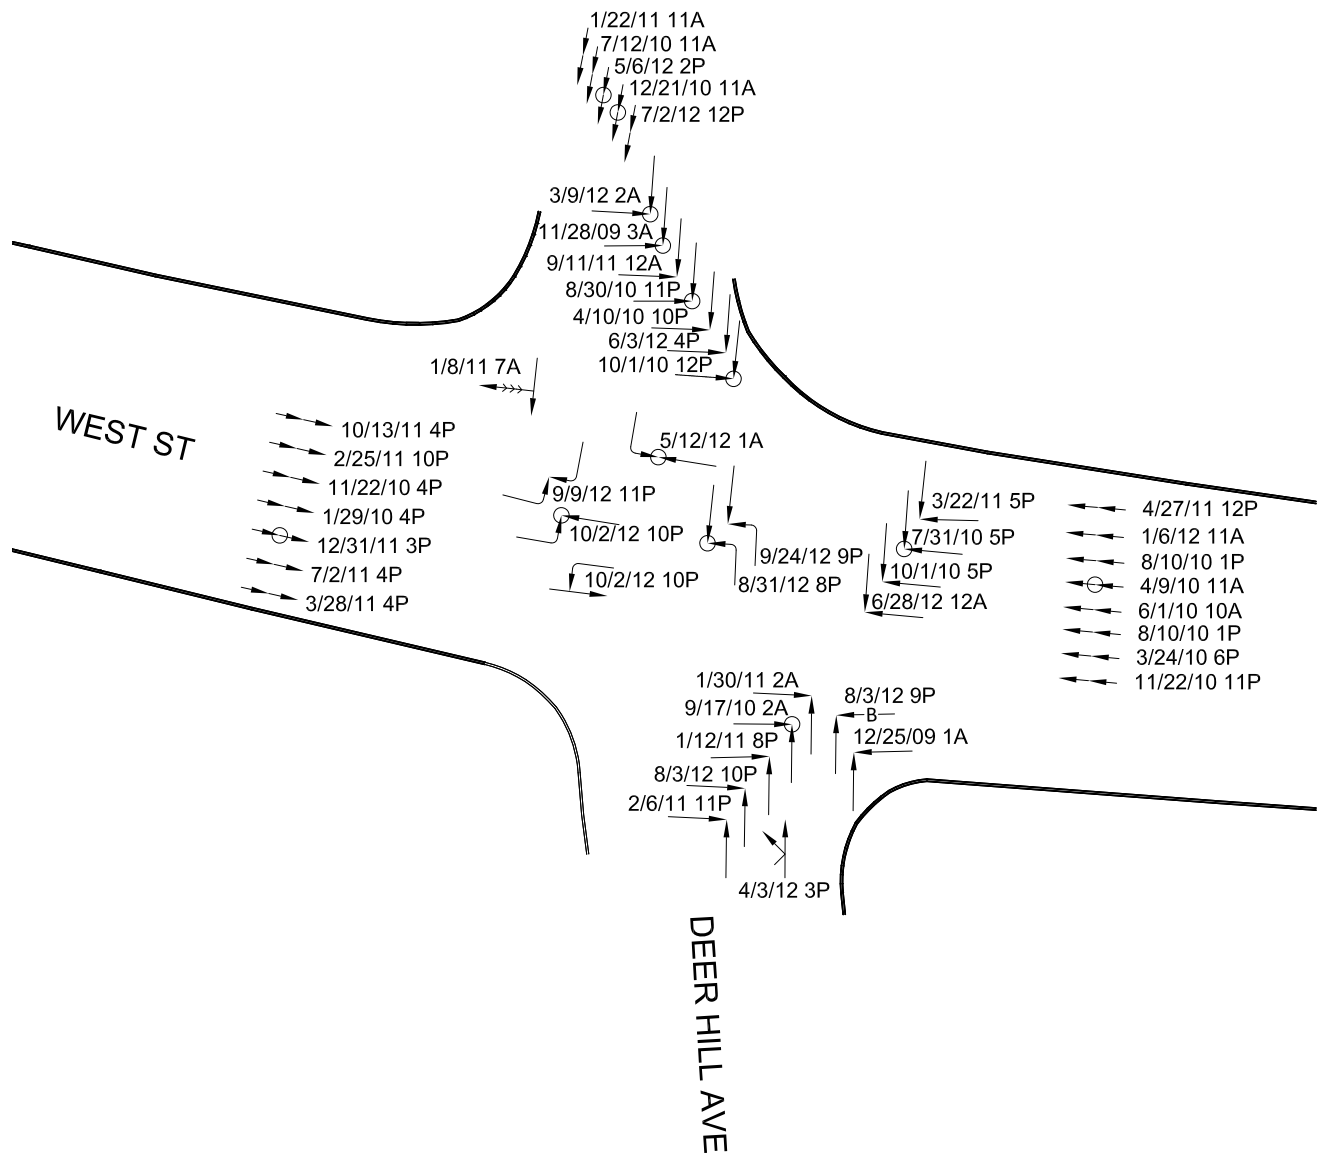 1/22/11 11A
7/12/10 11A
5/6/12 2P
12/21/10 11A
7/2/12 12P
3/9/12 2A
11/28/09 3A
9/11/11 12A
8/30/10 11P
4/10/10 10P
6/3/12 4P
10/1/10 12P
1/8/11 7A
WEST ST
10/13/11 4P
2/25/11 10P
11/22/10 4P
1/29/10 4P
12/31/11 3P
7/2/11 4P
3/28/11 4P
5/12/12 1A
9/9/12 11P
10/2/12 10P
10/2/12 10P
9/24/12 9P
8/31/12 8P
3/22/11 5P
7/31/10 5P
10/1/10 5P
6/28/12 12A
4/27/11 12P
1/6/12 11A
8/10/10 1P
4/9/10 11A
6/1/10 10A
8/10/10 1P
3/24/10 6P
11/22/10 11P
1/30/11 2A
9/17/10 2A
1/12/11 8P
8/3/12 10P
2/6/11 11P
8/3/12 9P
B
12/25/09 1A
4/3/12 3P
DEER HILL AVE